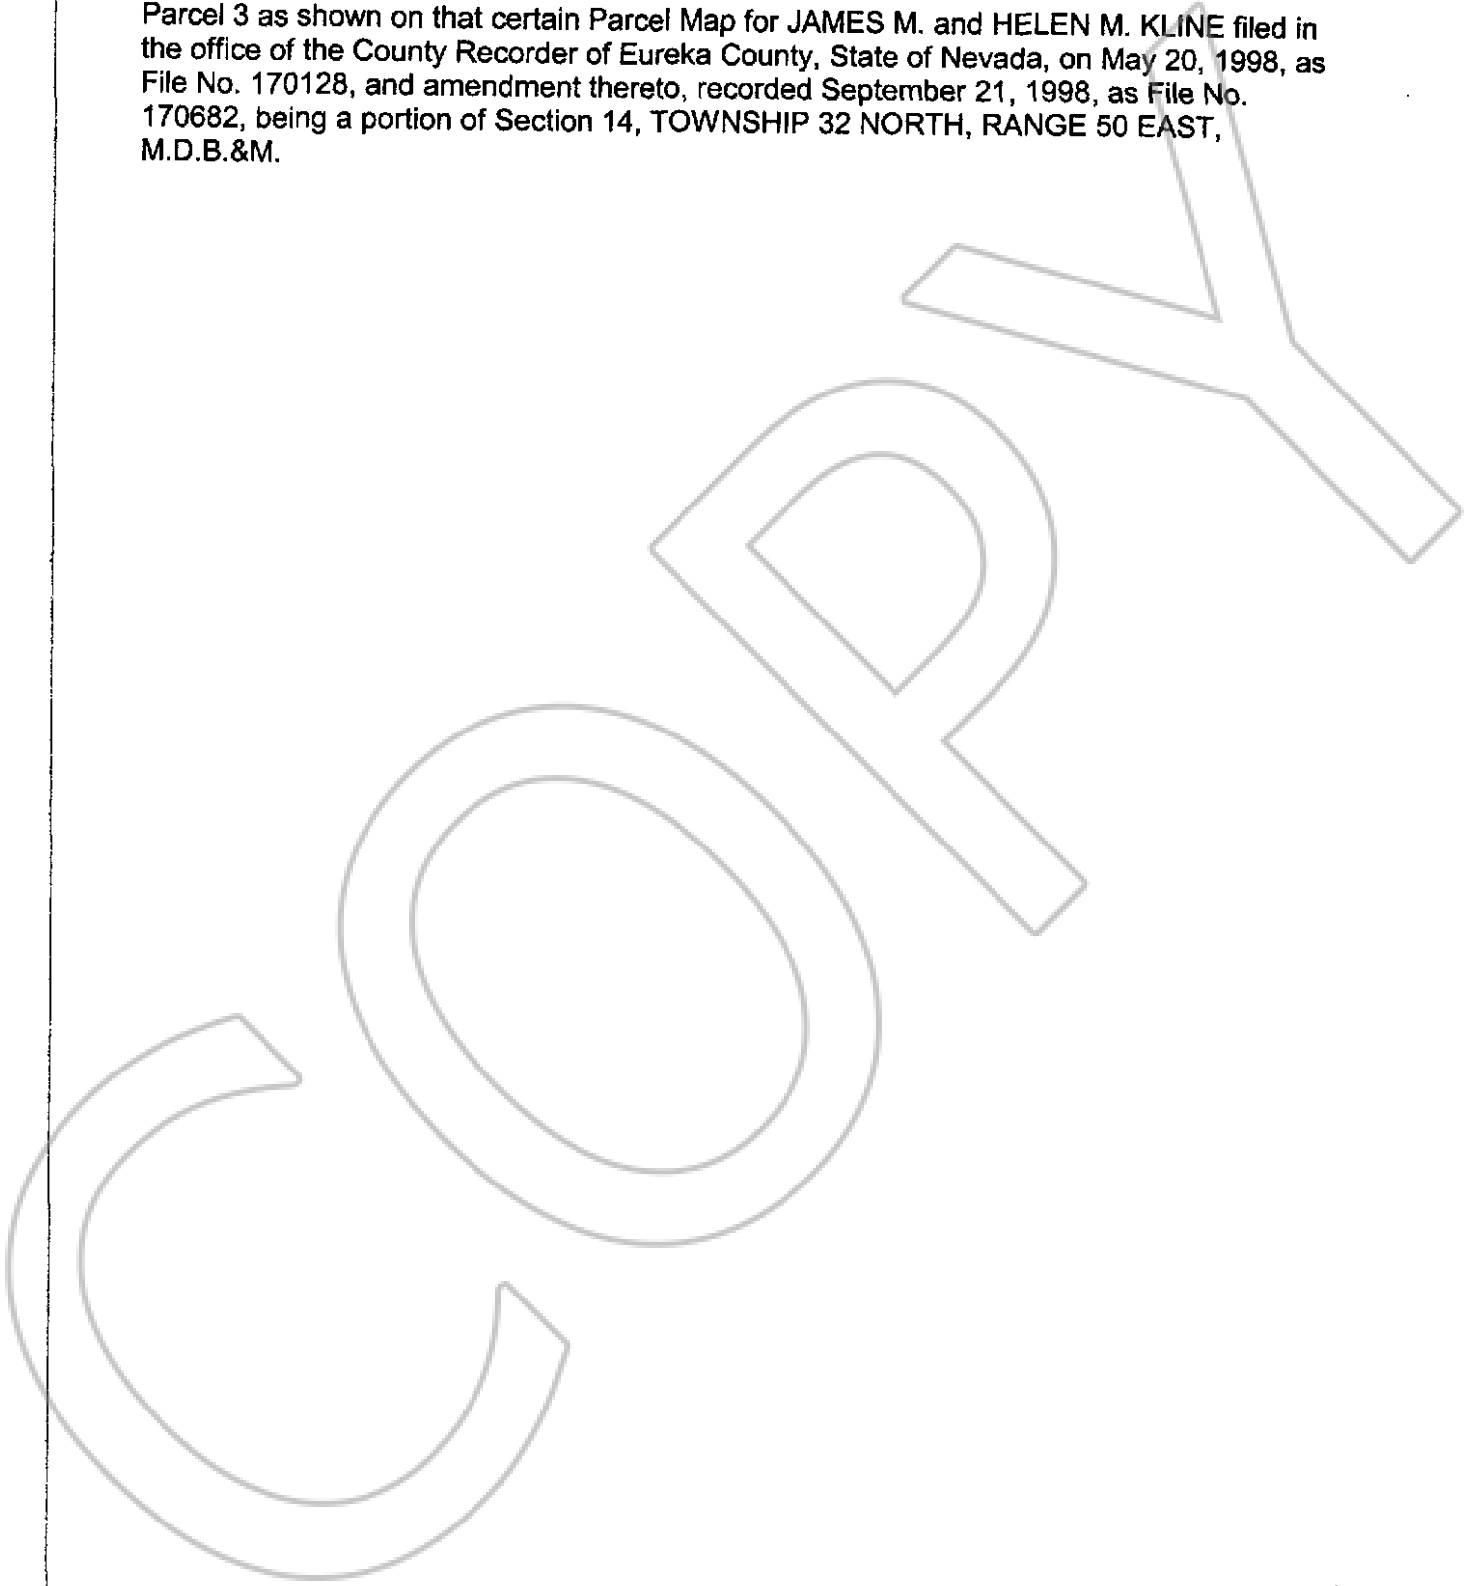 Parcel 3 as shown on that certain Parcel Map for JAMES M. and HELEN M. KLINE filed in
the office of the County Recorder of Eureka County, State of Nevada, on May 20, 1998, as
File No. 170128, and amendment thereto, recorded September 21, 1998, as File No.
170682, being a portion of Section 14, TOWNSHIP 32 NORTH, RANGE 50 EAST,
M.D.B.&M.
COPY